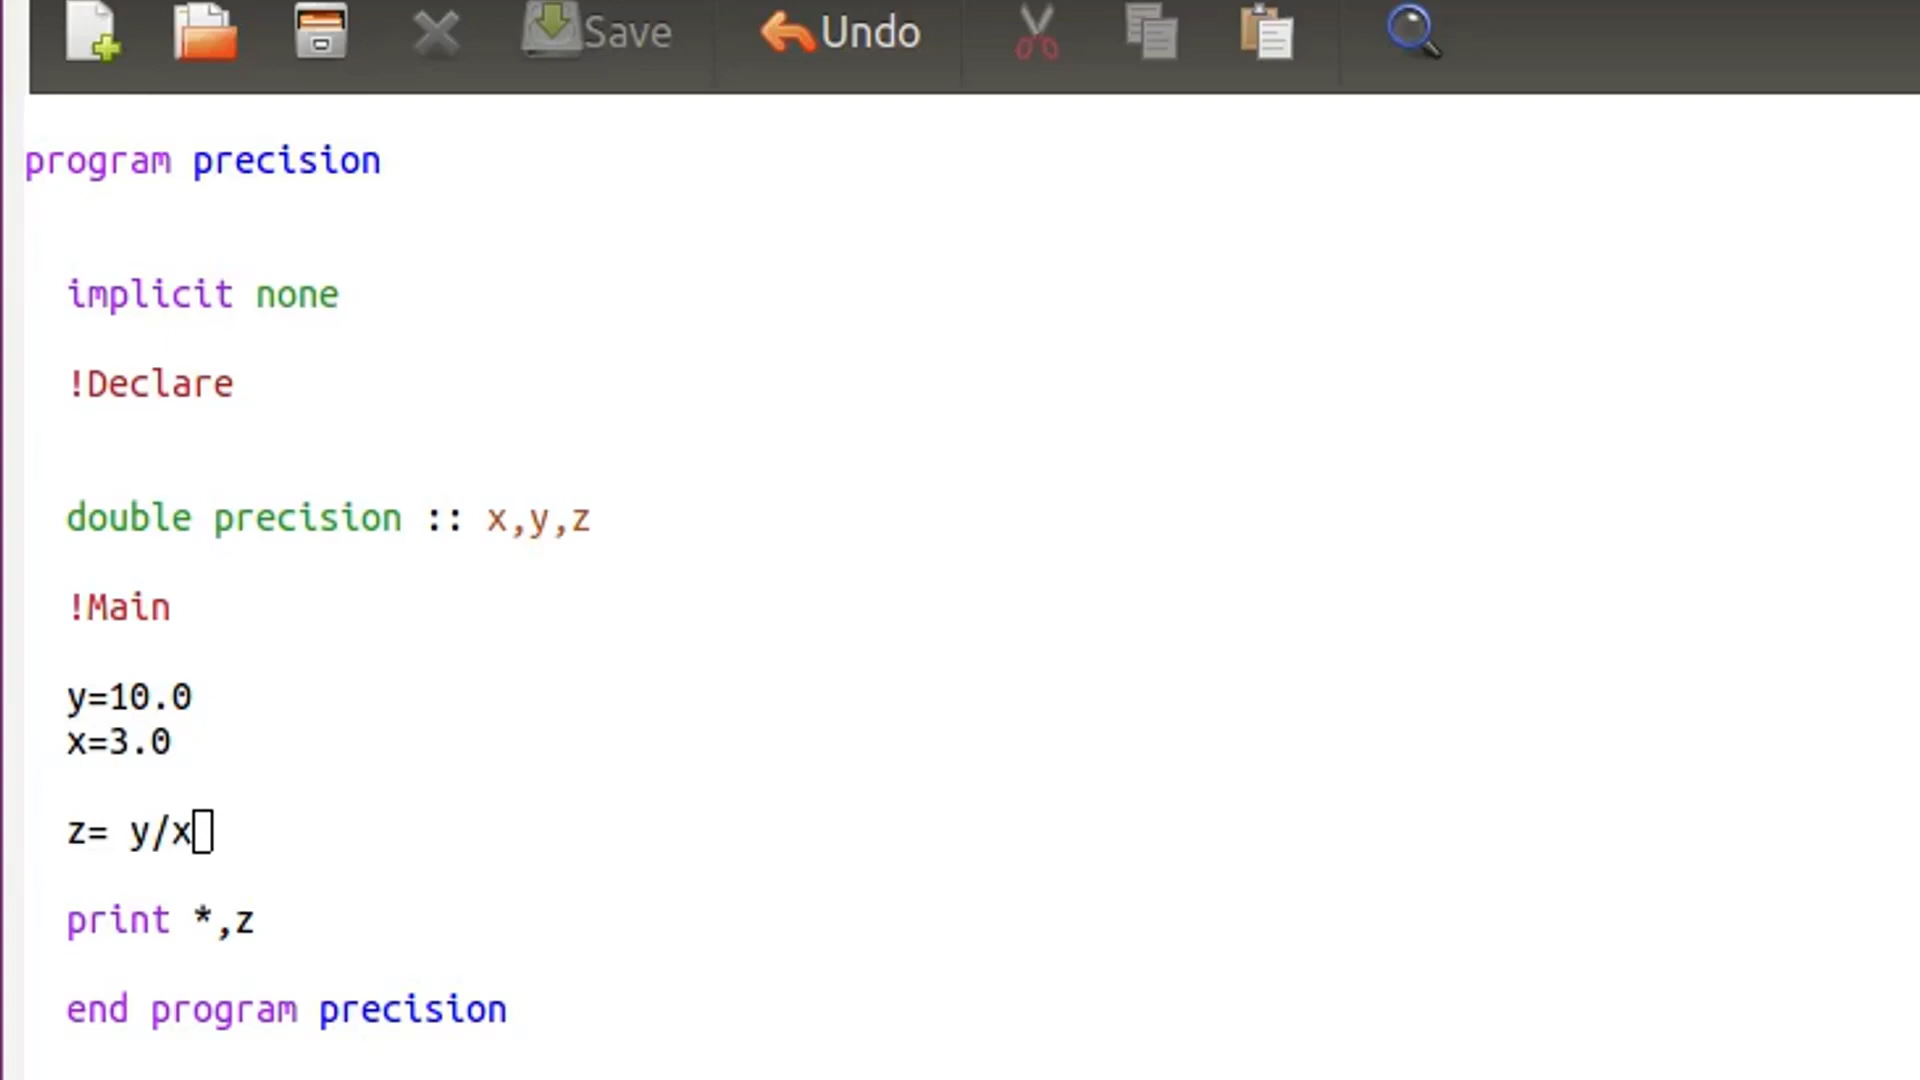 Save Undo
program precision
implicit none
!Declare
double precision :: x,y,z
!Main
y=10.0
x=3.0
z= y/x
print *,z
end program precision